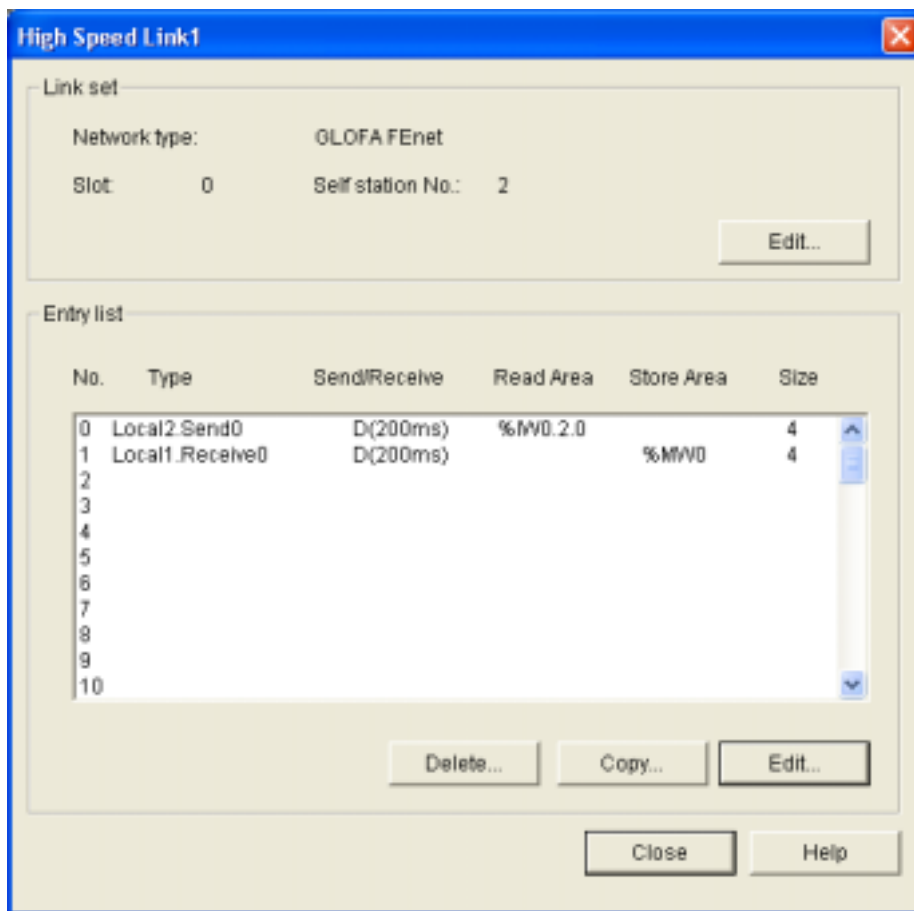 High Speed Link1
Link set
Network type: GLOFA FEnet
Slot: 0 Self station No.: 2
Edit...
Entry list
No. Type Send/Receive Read Area Store Area Size
0 Local2.Send0 D(200ms) %IW0.2.0 4
1 Local1.Receive0 D(200ms) %MW0 4
2
3
4
5
6
7
8
9
10
Delete... Copy... Edit...
Close Help